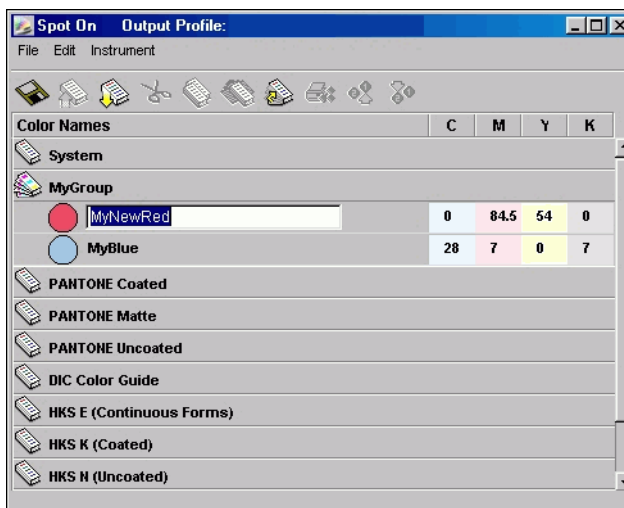 Spot On Output Profile:
File Edit Instrument
Color Names C M Y K
System
MyGroup
MyNewRed 0 84.5 54 0
MyBlue 28 7 0 7
PANTONE Coated
PANTONE Matte
PANTONE Uncoated
DIC Color Guide
HKS E (Continuous Forms)
HKS K (Coated)
HKS N (Uncoated)